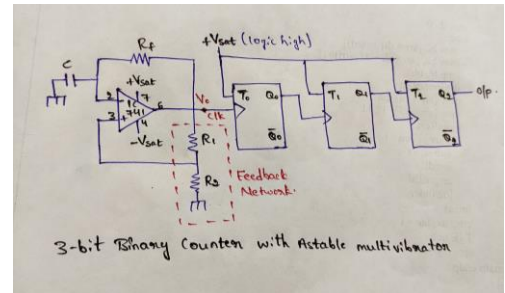 Rf
+Vsat (logic high)
C
+Vsat
2
7
IC
741
6
3
+
4
-Vsat
Vo
clk
T0
Q0
Q̅0
T1
Q1
Q̅1
T2
Q2
Q̅2
o/p.
R1
R2
Feedback
Network.
3-bit Binary Counter with Astable multivibrator